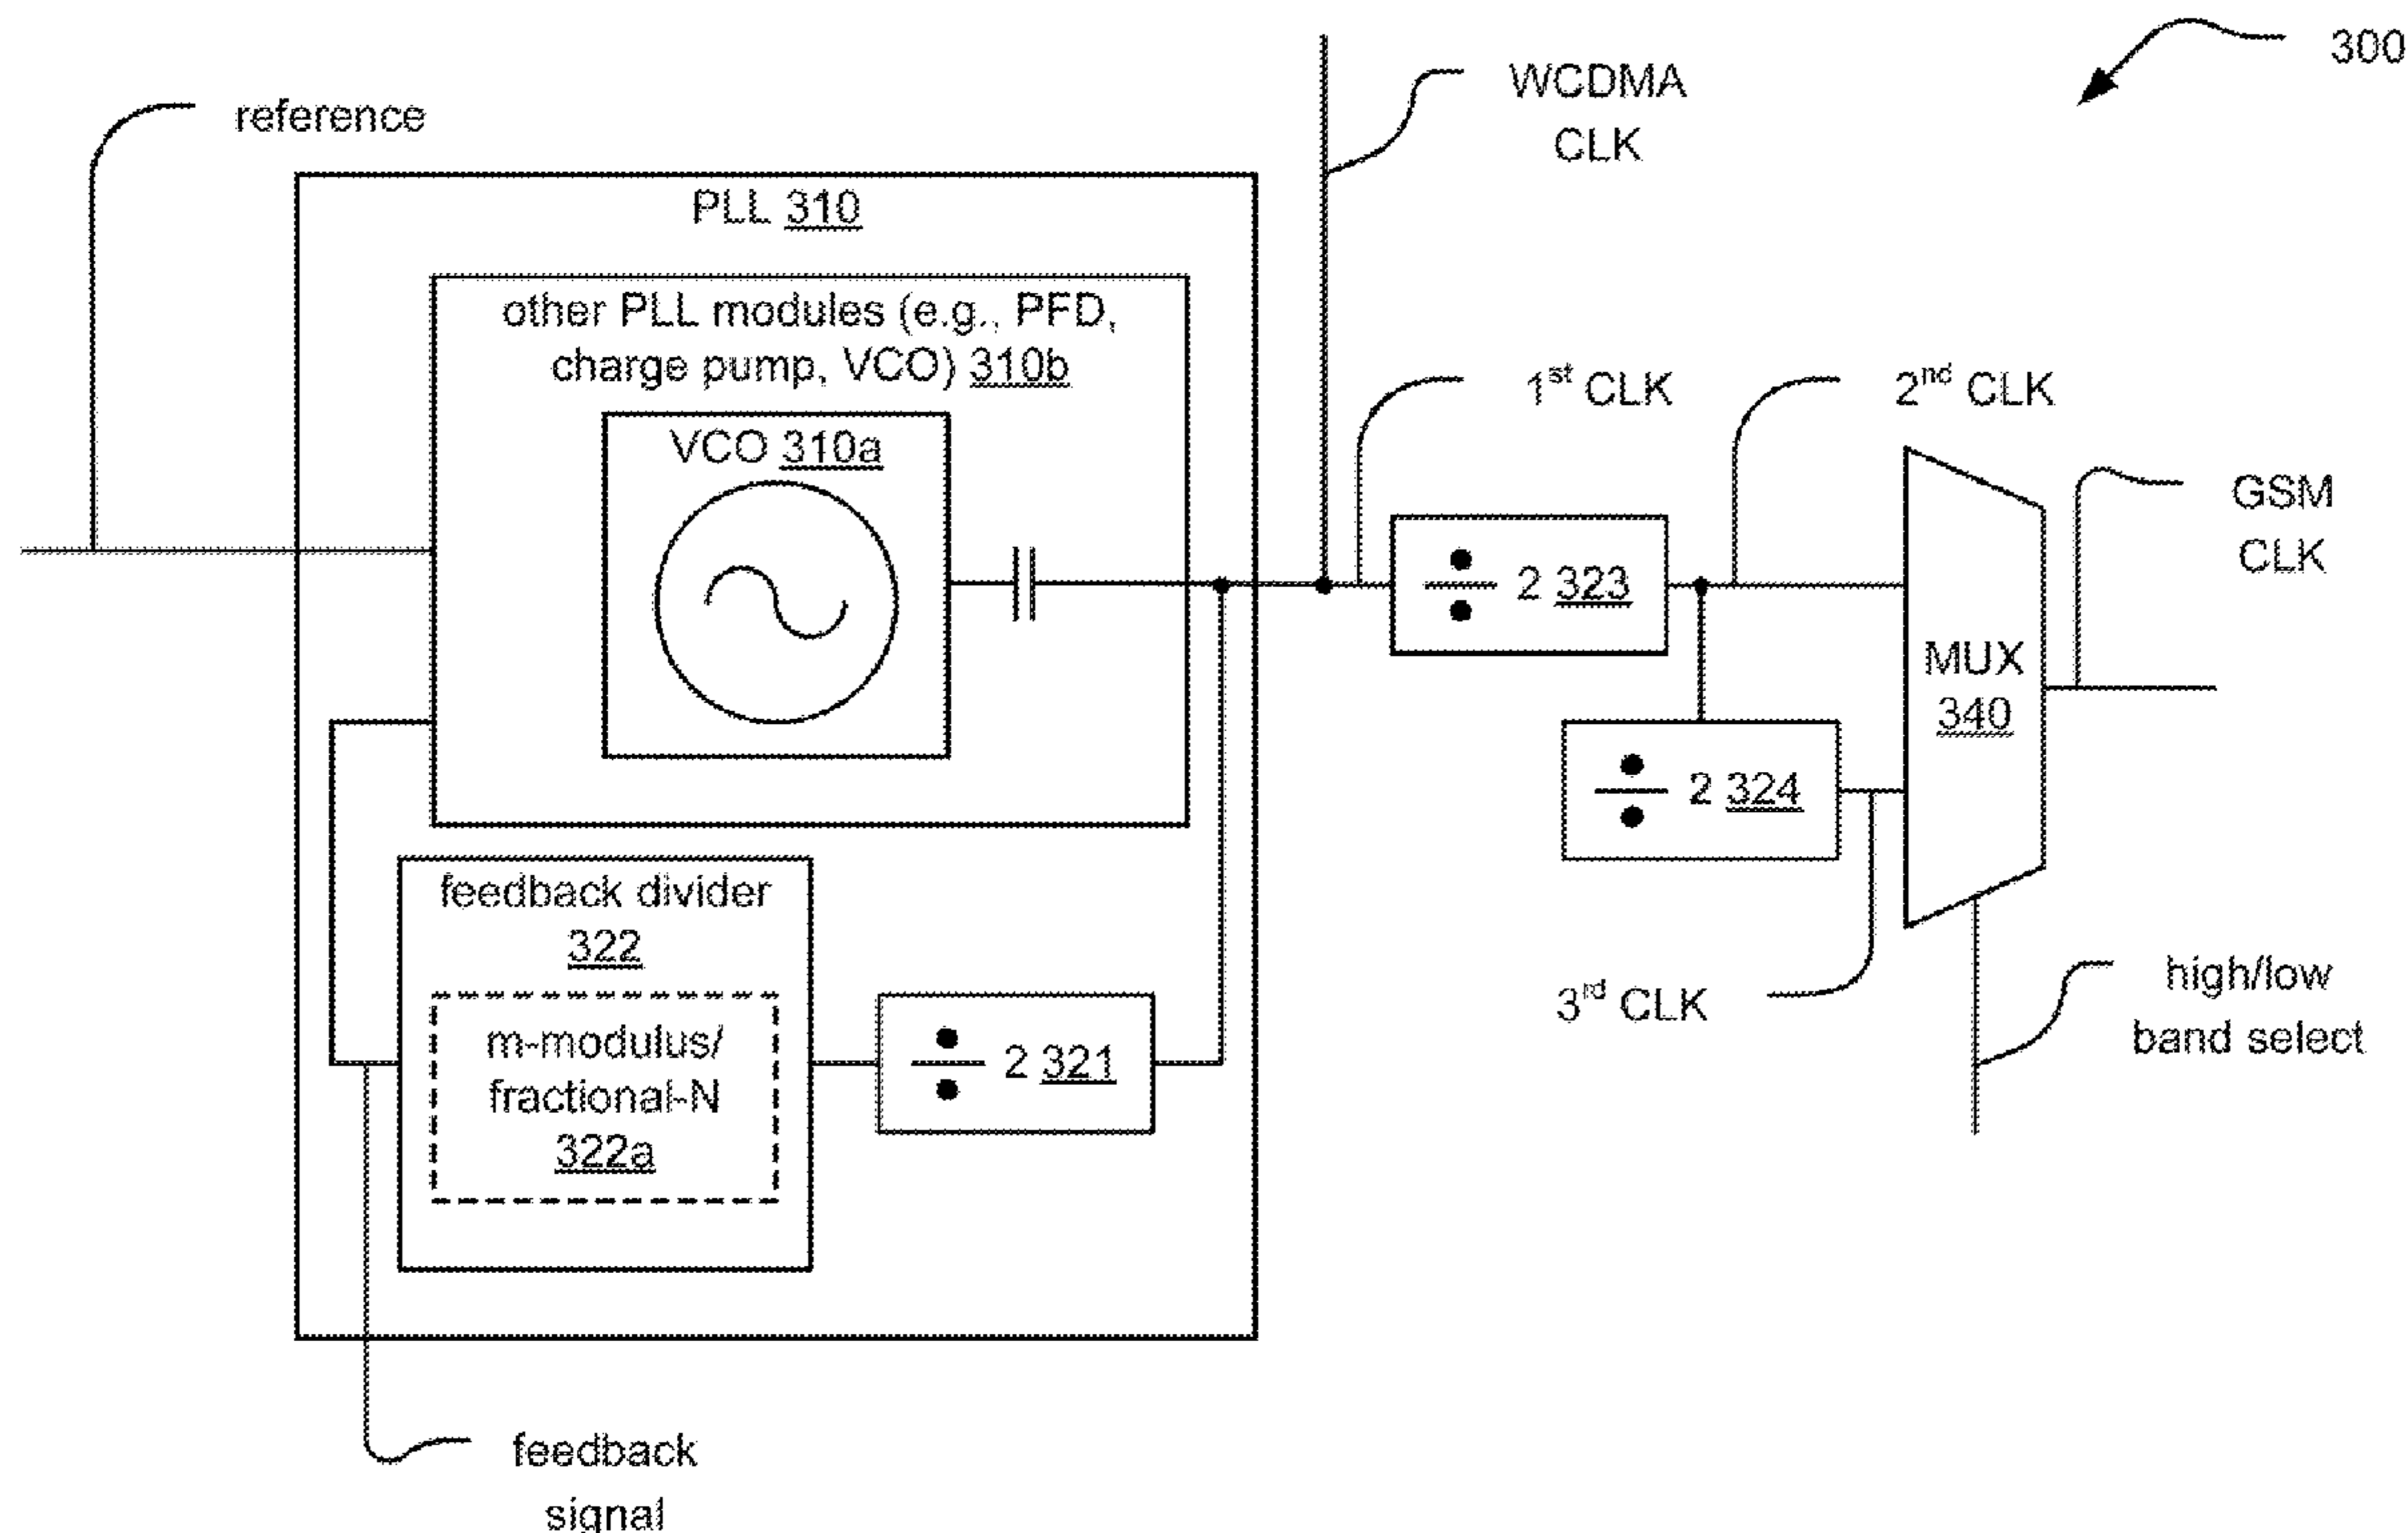 300
reference
WCDMA
CLK
PLL 310
other PLL modules (e.g., PFD,
charge pump, VCO) 310b
VCO 310a
1st CLK
2nd CLK
GSM
CLK
÷ 2 323
MUX
340
÷ 2 324
feedback divider
322
m-modulus/
fractional-N
322a
÷ 2 321
3rd CLK
high/low
band select
feedback
signal